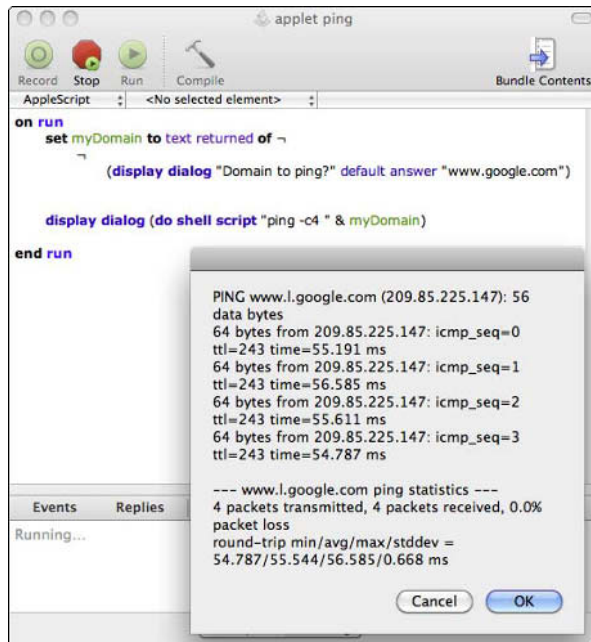 applet ping
Record Stop Run Compile Bundle Contents
AppleScript <No selected element>
on run
set myDomain to text returned of ¬
¬
(display dialog "Domain to ping?" default answer "www.google.com")
display dialog (do shell script "ping -c4 " & myDomain)
end run
PING www.l.google.com (209.85.225.147): 56
data bytes
64 bytes from 209.85.225.147: icmp_seq=0
ttl=243 time=55.191 ms
64 bytes from 209.85.225.147: icmp_seq=1
ttl=243 time=56.585 ms
64 bytes from 209.85.225.147: icmp_seq=2
ttl=243 time=55.611 ms
64 bytes from 209.85.225.147: icmp_seq=3
ttl=243 time=54.787 ms
--- www.l.google.com ping statistics ---
4 packets transmitted, 4 packets received, 0.0%
packet loss
round-trip min/avg/max/stddev =
54.787/55.544/56.585/0.668 ms
Cancel OK
Events Replies
Running...